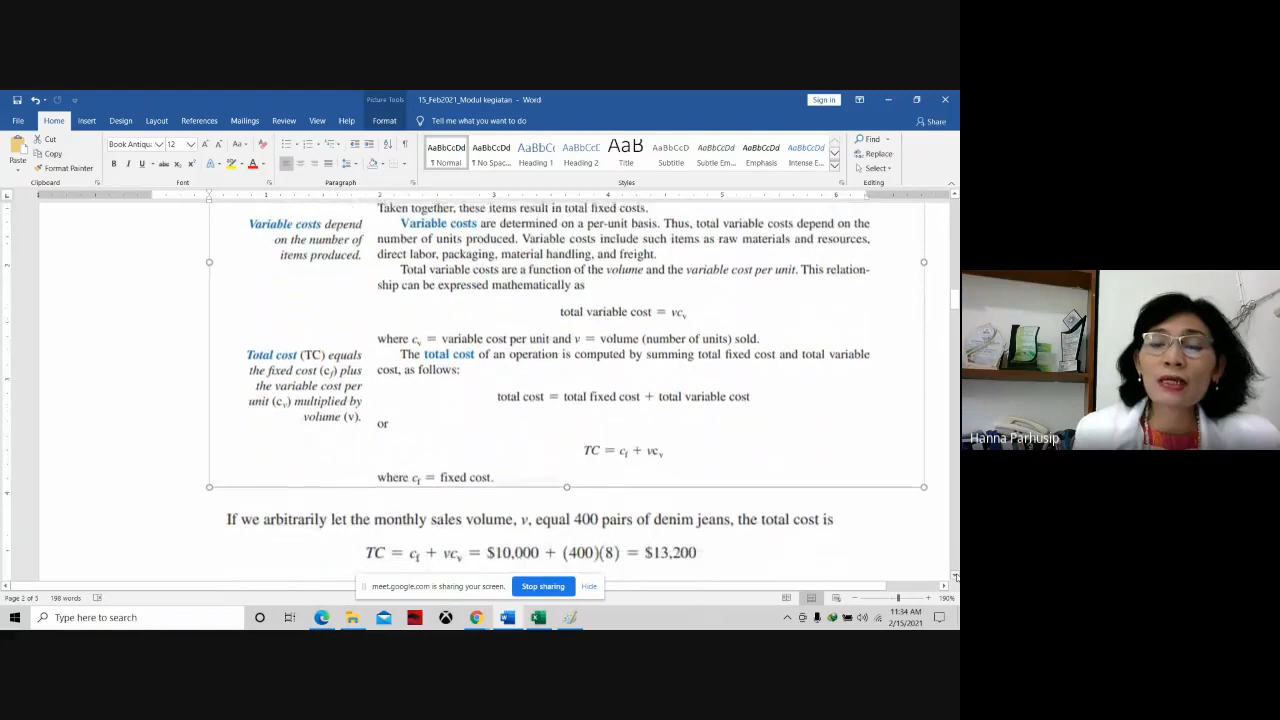 Picture Tools
15_Feb2021_Modul kegiatan - Word
Sign in
File Home Insert Design Layout References Mailings Review View Help Format Tell me what you want to do Share
Paste
Cut
Copy
Format Painter
Clipboard
Book Antiqu 12
Font
Paragraph
AaBbCcDd AaBbCcDd AaBbCc AaBbCcC AaB AaBbCcD AaBbCcDd AaBbCcDd AaBbCcDd
¶ Normal ¶ No Spac... Heading 1 Heading 2 Title Subtitle Subtle Em... Emphasis Intense E...
Styles
Find
Replace
Select
Editing
Taken together, these items result in total fixed costs.
Variable costs depend
on the number of
items produced.
Variable costs are determined on a per-unit basis. Thus, total variable costs depend on the
number of units produced. Variable costs include such items as raw materials and resources,
direct labor, packaging, material handling, and freight.
Total variable costs are a function of the volume and the variable cost per unit. This relation-
ship can be expressed mathematically as
total variable cost = vcv
where cv = variable cost per unit and v = volume (number of units) sold.
Total cost (TC) equals
the fixed cost (cf) plus
the variable cost per
unit (cv) multiplied by
volume (v).
The total cost of an operation is computed by summing total fixed cost and total variable
cost, as follows:
total cost = total fixed cost + total variable cost
or
TC = cf + vcv
where cf = fixed cost.
If we arbitrarily let the monthly sales volume, v, equal 400 pairs of denim jeans, the total cost is
TC = cf + vcv = $10,000 + (400)(8) = $13,200
meet.google.com is sharing your screen. Stop sharing Hide
Page 2 of 5 198 words
190%
Type here to search
11:34 AM
2/15/2021
Hanna Parhusip